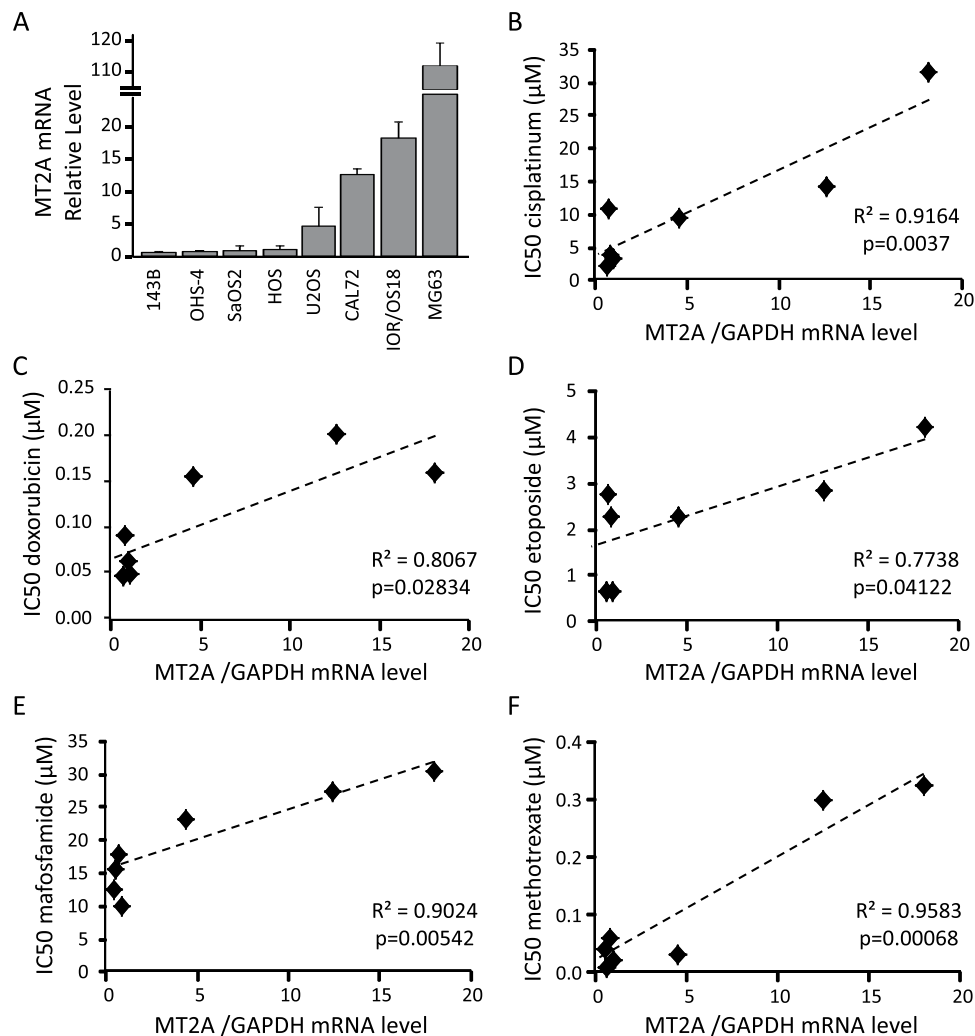 A
MT2A mRNA
Relative Level
120
110
20
15
10
5
0
143B
OHS-4
SaOS2
HOS
U2OS
CAL72
IOR/OS18
MG63
B
IC50 cisplatinum (µM)
35
30
25
20
15
10
5
0
R² = 0.9164
p=0.0037
0 5 10 15 20
MT2A /GAPDH mRNA level
C
IC50 doxorubicin (µM)
0.25
0.20
0.15
0.10
0.05
0.00
R² = 0.8067
p=0.02834
0 5 10 15 20
MT2A /GAPDH mRNA level
D
IC50 etoposide (µM)
5
4
3
2
1
0
R² = 0.7738
p=0.04122
0 5 10 15 20
MT2A /GAPDH mRNA level
E
IC50 mafosfamide (µM)
35
30
25
20
15
10
5
0
R² = 0.9024
p=0.00542
0 5 10 15 20
MT2A /GAPDH mRNA level
F
IC50 methotrexate (µM)
0.4
0.3
0.2
0.1
0.0
R² = 0.9583
p=0.00068
0 5 10 15 20
MT2A /GAPDH mRNA level